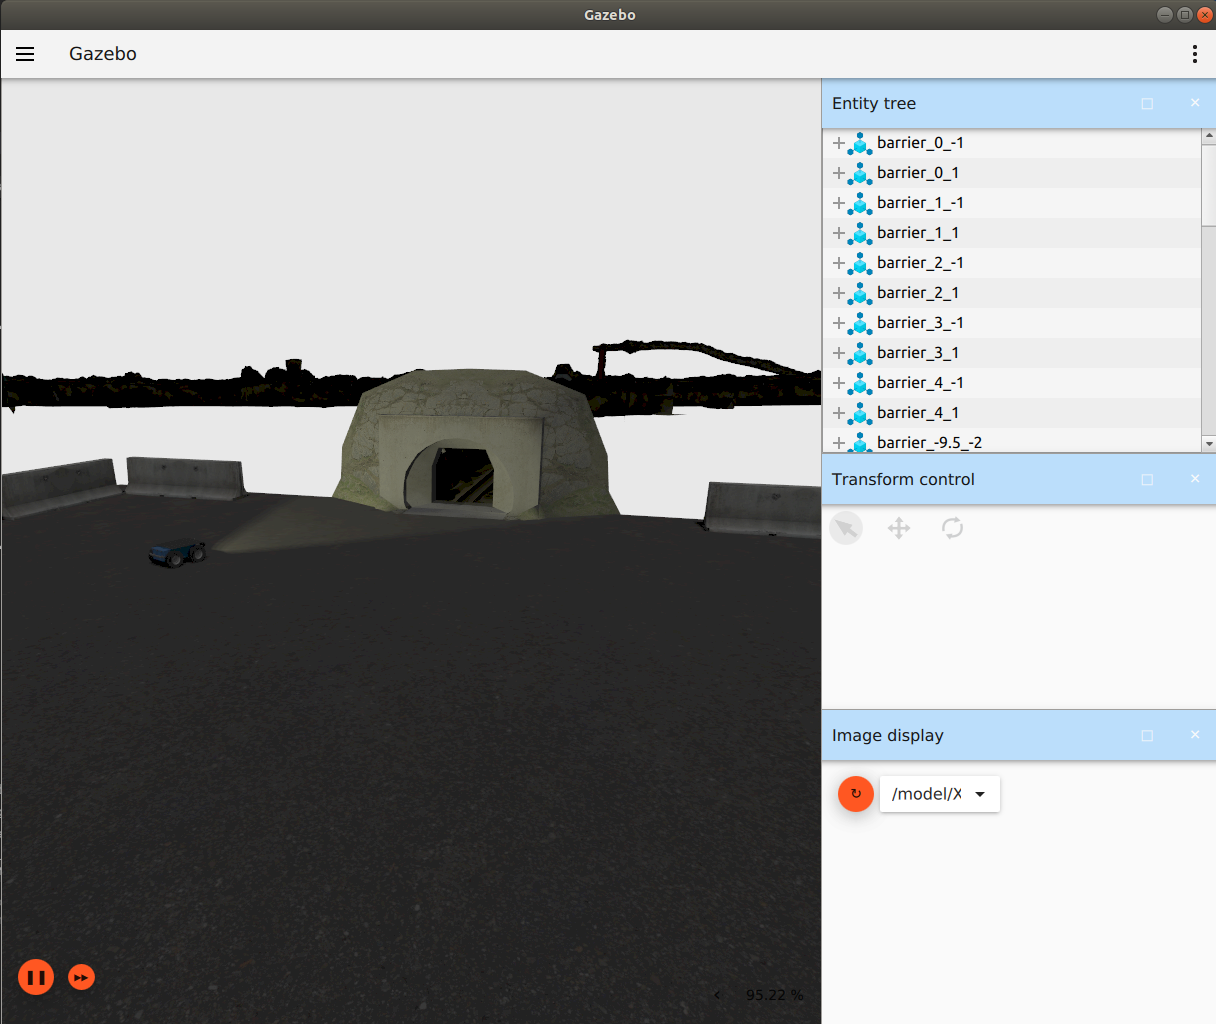 Gazebo
Gazebo
Entity tree
barrier_0_-1
barrier_0_1
barrier_1_-1
barrier_1_1
barrier_2_-1
barrier_2_1
barrier_3_-1
barrier_3_1
barrier_4_-1
barrier_4_1
barrier_-9.5_-2
Transform control
Image display
/model/X
95.22 %